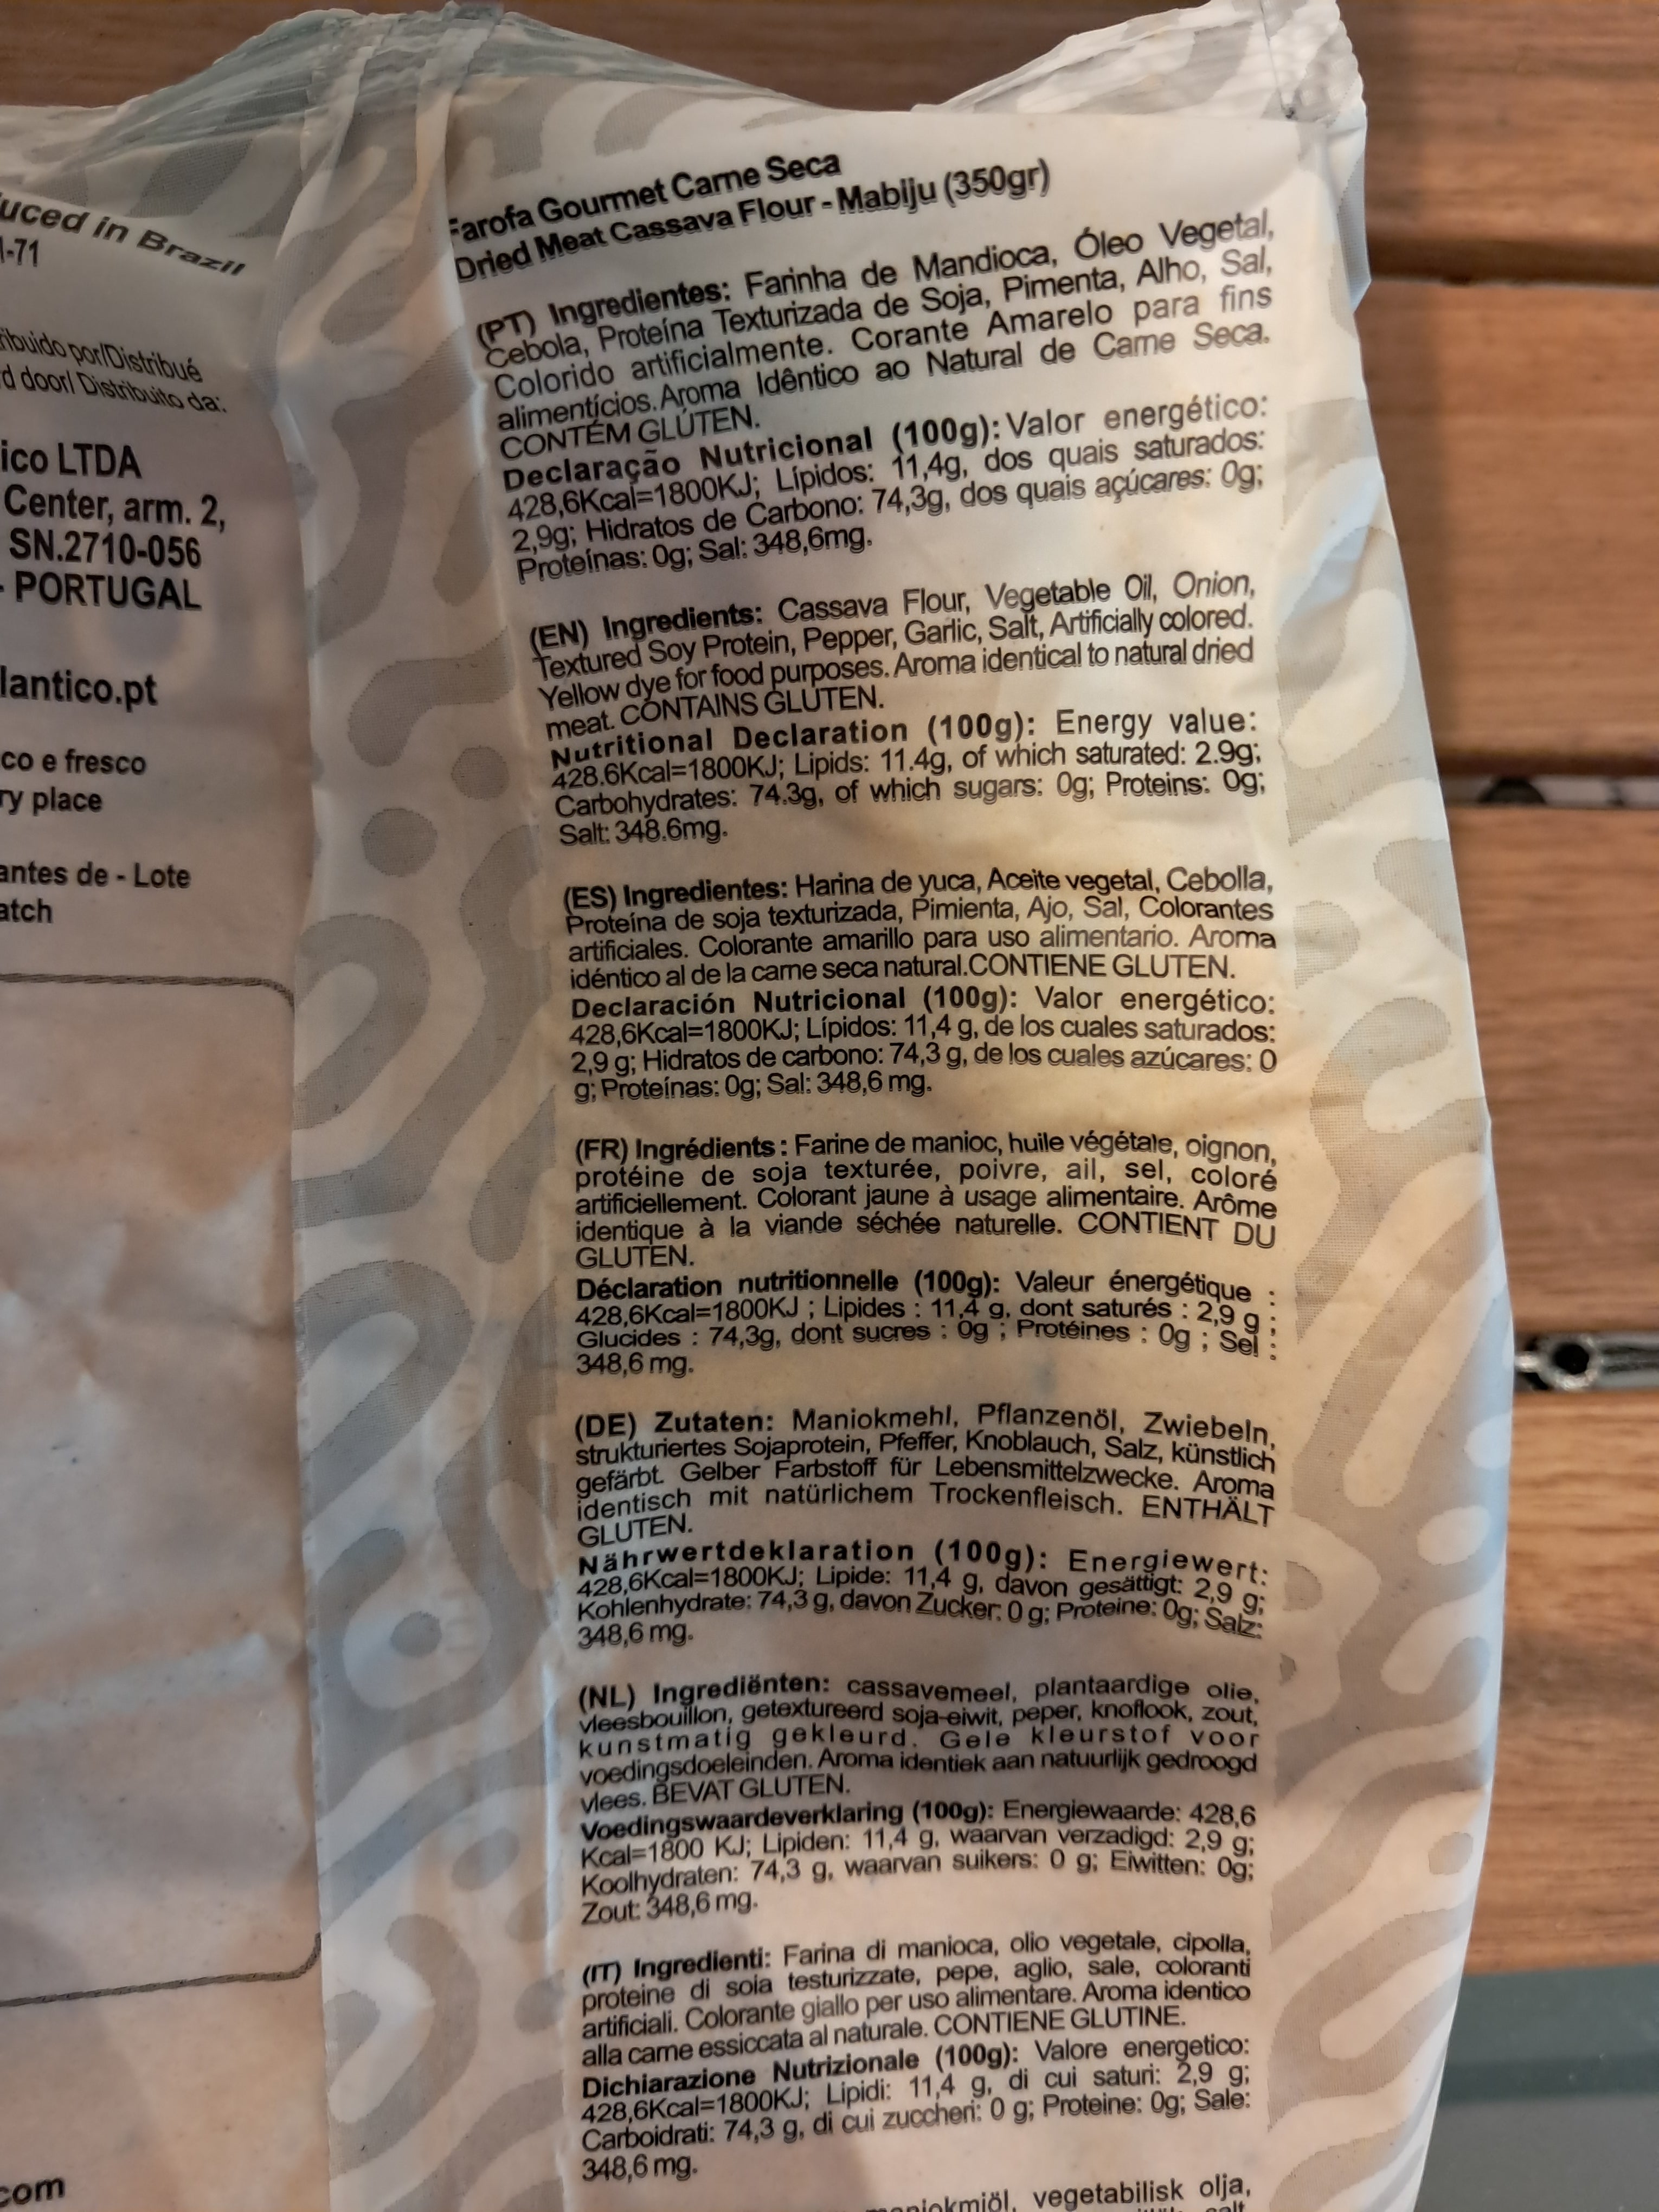 uced in Brazil
-71
ribuido por/Distribué
d door/ Distribuito da:
ico LTDA
Center, arm. 2,
SN.2710-056
- PORTUGAL
lantico.pt
co e fresco
ry place
antes de - Lote
atch
com
Farofa Gourmet Carne Seca
Dried Meat Cassava Flour - Mabiju (350gr)
(PT) Ingredientes: Farinha de Mandioca, Óleo Vegetal,
Cebola, Proteína Texturizada de Soja, Pimenta, Alho, Sal,
Colorido artificialmente. Corante Amarelo para fins
alimentícios. Aroma Idêntico ao Natural de Carne Seca.
CONTÉM GLÚTEN.
Declaração Nutricional (100g): Valor energético:
428,6Kcal=1800KJ; Lípidos: 11,4g, dos quais saturados:
2,9g; Hidratos de Carbono: 74,3g, dos quais açúcares: 0g;
Proteínas: 0g; Sal: 348,6mg.
(EN) Ingredients: Cassava Flour, Vegetable Oil, Onion,
Textured Soy Protein, Pepper, Garlic, Salt, Artificially colored.
Yellow dye for food purposes. Aroma identical to natural dried
meat. CONTAINS GLUTEN.
Nutritional Declaration (100g): Energy value:
428.6Kcal=1800KJ; Lipids: 11.4g, of which saturated: 2.9g;
Carbohydrates: 74.3g, of which sugars: 0g; Proteins: 0g;
Salt: 348.6mg.
(ES) Ingredientes: Harina de yuca, Aceite vegetal, Cebolla,
Proteína de soja texturizada, Pimienta, Ajo, Sal, Colorantes
artificiales. Colorante amarillo para uso alimentario. Aroma
idéntico al de la carne seca natural.CONTIENE GLUTEN.
Declaración Nutricional (100g): Valor energético:
428,6Kcal=1800KJ; Lípidos: 11,4 g, de los cuales saturados:
2,9 g; Hidratos de carbono: 74,3 g, de los cuales azúcares: 0
g; Proteínas: 0g; Sal: 348,6 mg.
(FR) Ingrédients : Farine de manioc, huile végétale, oignon,
protéine de soja texturée, poivre, ail, sel, coloré
artificiellement. Colorant jaune à usage alimentaire. Arôme
identique à la viande séchée naturelle. CONTIENT DU
GLUTEN.
Déclaration nutritionnelle (100g): Valeur énergétique :
428,6Kcal=1800KJ ; Lipides : 11,4 g, dont saturés : 2,9 g ;
Glucides : 74,3g, dont sucres : 0g ; Protéines : 0g ; Sel :
348,6 mg.
(DE) Zutaten: Maniokmehl, Pflanzenöl, Zwiebeln,
strukturiertes Sojaprotein, Pfeffer, Knoblauch, Salz, künstlich
gefärbt. Gelber Farbstoff für Lebensmittelzwecke. Aroma
identisch mit natürlichem Trockenfleisch. ENTHÄLT
GLUTEN.
Nährwertdeklaration (100g): Energiewert:
428,6Kcal=1800KJ; Lipide: 11,4 g, davon gesättigt: 2,9 g;
Kohlenhydrate: 74,3 g, davon Zucker: 0 g; Proteine: 0g; Salz:
348,6 mg.
(NL) Ingrediënten: cassavemeel, plantaardige olie,
vleesbouillon, getextureerd soja-eiwit, peper, knoflook, zout,
kunstmatig gekleurd. Gele kleurstof voor
voedingsdoeleinden. Aroma identiek aan natuurlijk gedroogd
vlees. BEVAT GLUTEN.
Voedingswaardeverklaring (100g): Energiewaarde: 428,6
Kcal=1800 KJ; Lipiden: 11,4 g, waarvan verzadigd: 2,9 g;
Koolhydraten: 74,3 g, waarvan suikers: 0 g; Eiwitten: 0g;
Zout: 348,6 mg.
(IT) Ingredienti: Farina di manioca, olio vegetale, cipolla,
proteine di soia testurizzate, pepe, aglio, sale, coloranti
artificiali. Colorante giallo per uso alimentare. Aroma identico
alla carne essiccata al naturale. CONTIENE GLUTINE.
Dichiarazione Nutrizionale (100g): Valore energetico:
428,6Kcal=1800KJ; Lipidi: 11,4 g, di cui saturi: 2,9 g;
Carboidrati: 74,3 g, di cui zuccheri: 0 g; Proteine: 0g; Sale:
348,6 mg.
vegetabilisk olja,